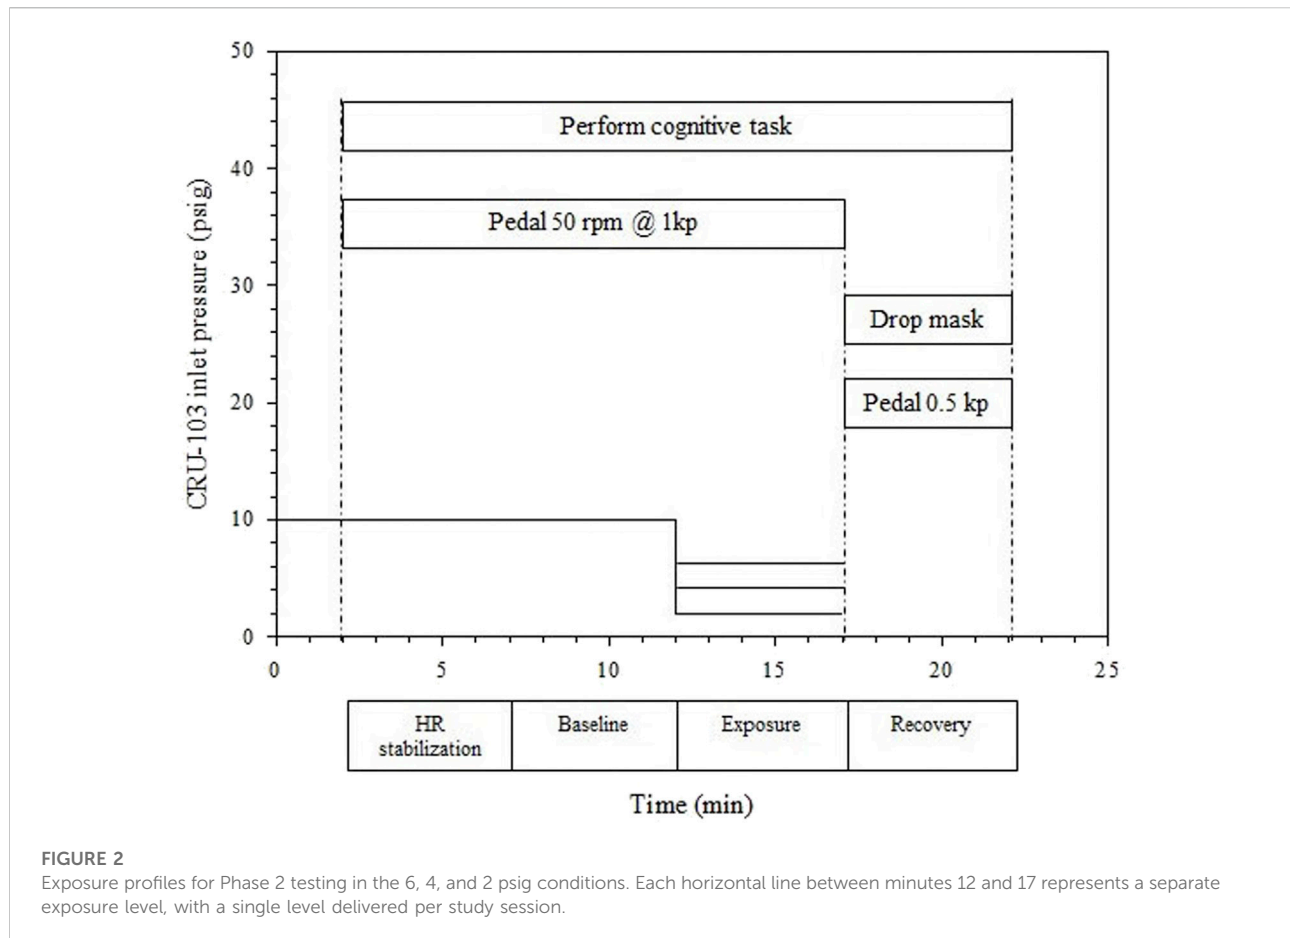 50
Perform cognitive task
40
Pedal 50 rpm @ 1kp
30
Drop mask
Pedal 0.5 kp
20
10
0
CRU-103 inlet pressure (psig)
0 5 10 15 20 25
HR stabilization
Baseline
Exposure
Recovery
Time (min)
FIGURE 2
Exposure profiles for Phase 2 testing in the 6, 4, and 2 psig conditions. Each horizontal line between minutes 12 and 17 represents a separate
exposure level, with a single level delivered per study session.